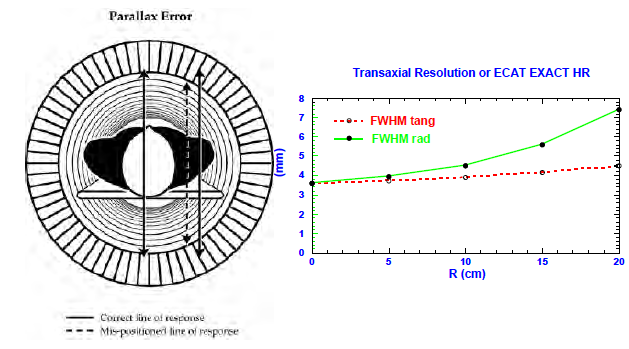 Parallax Error
Correct line of response
Mis-positioned line of response
Transaxial Resolution or ECAT EXACT HR
FWHM tang
FWHM rad
(mm)
8
7
6
5
4
3
2
1
0
0 5 10 15 20
R (cm)